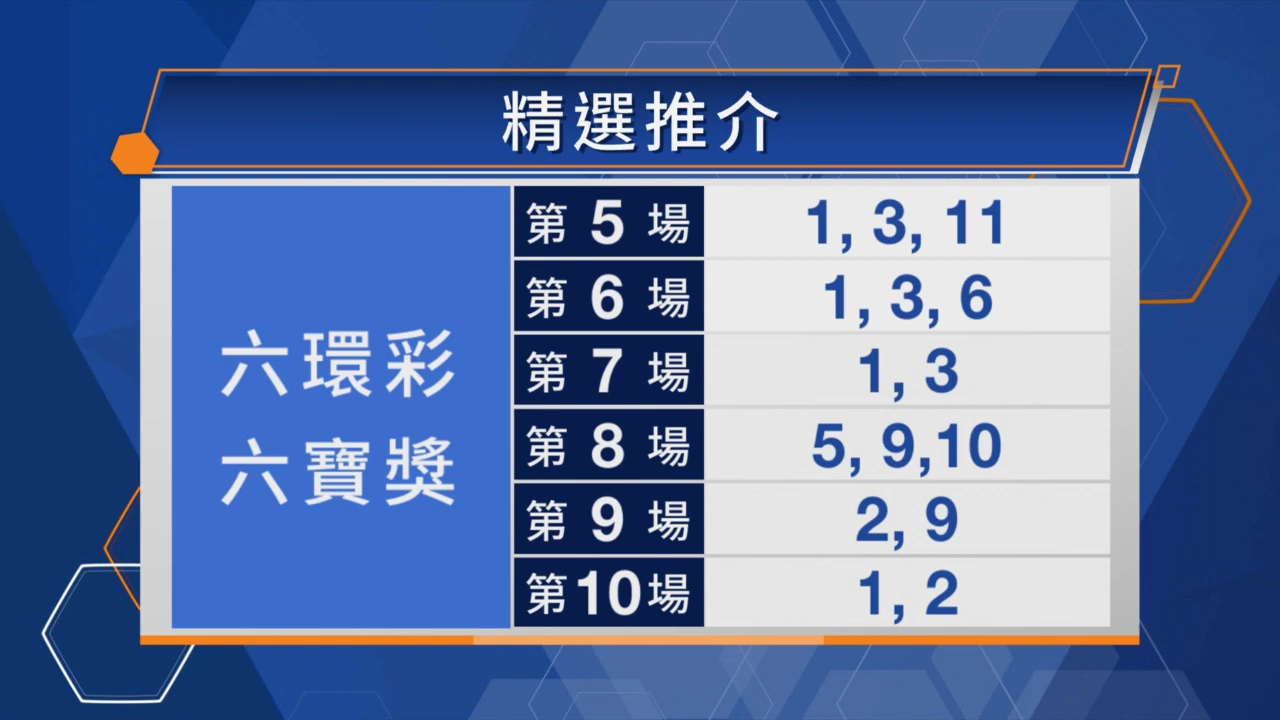 精選推介
六環彩
六寶獎
第 5 場 1, 3, 11
第 6 場 1, 3, 6
第 7 場 1, 3
第 8 場 5, 9,10
第 9 場 2, 9
第10場 1, 2